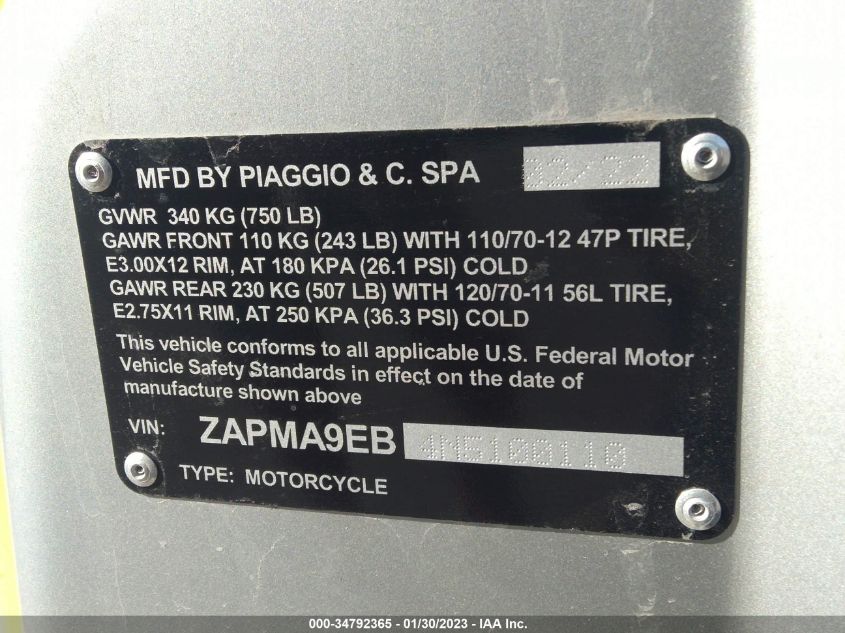 MFD BY PIAGGIO & C. SPA 02/22
GVWR 340 KG (750 LB)
GAWR FRONT 110 KG (243 LB) WITH 110/70-12 47P TIRE,
E3.00X12 RIM, AT 180 KPA (26.1 PSI) COLD
GAWR REAR 230 KG (507 LB) WITH 120/70-11 56L TIRE,
E2.75X11 RIM, AT 250 KPA (36.3 PSI) COLD
This vehicle conforms to all applicable U.S. Federal Motor
Vehicle Safety Standards in effect on the date of
manufacture shown above
VIN: ZAPMA9EB 4N5100110
TYPE: MOTORCYCLE
000-34792365 / 01/30/2023 - IAA Inc.